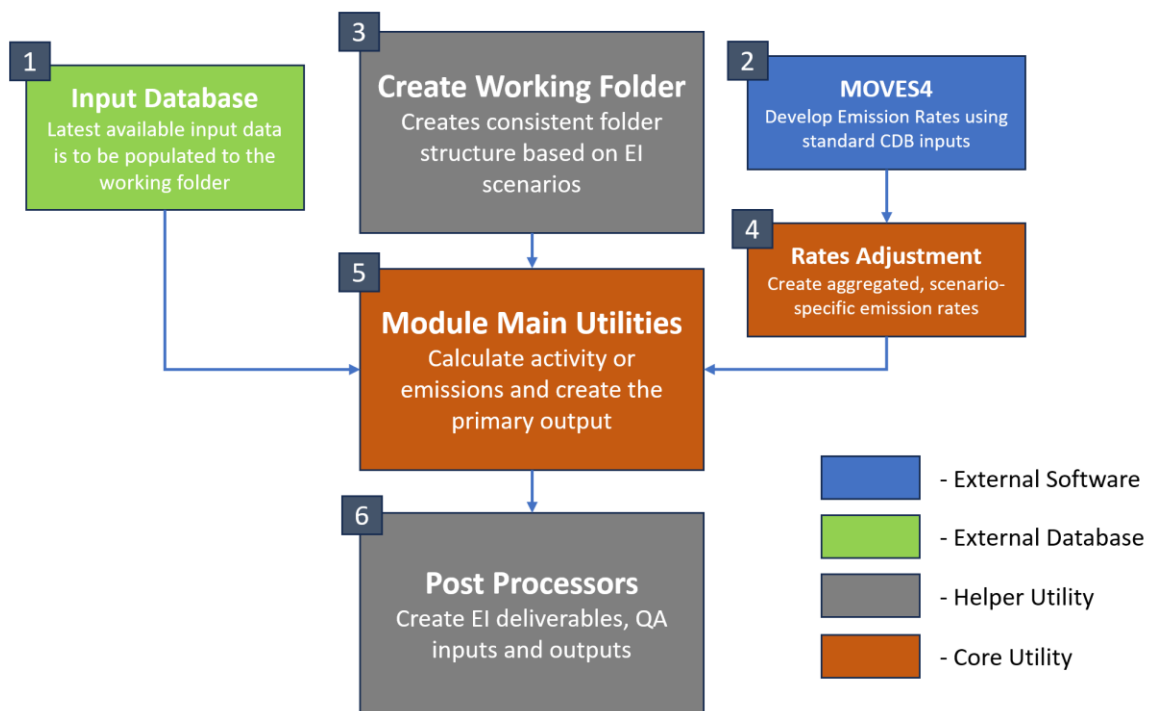 1
Input Database
Latest available input data
is to be populated to the
working folder
3
Create Working Folder
Creates consistent folder
structure based on EI
scenarios
2
MOVES4
Develop Emission Rates using
standard CDB inputs
4
Rates Adjustment
Create aggregated, scenario-
specific emission rates
5
Module Main Utilities
Calculate activity or
emissions and create the
primary output
6
Post Processors
Create EI deliverables, QA
inputs and outputs
- External Software
- External Database
- Helper Utility
- Core Utility